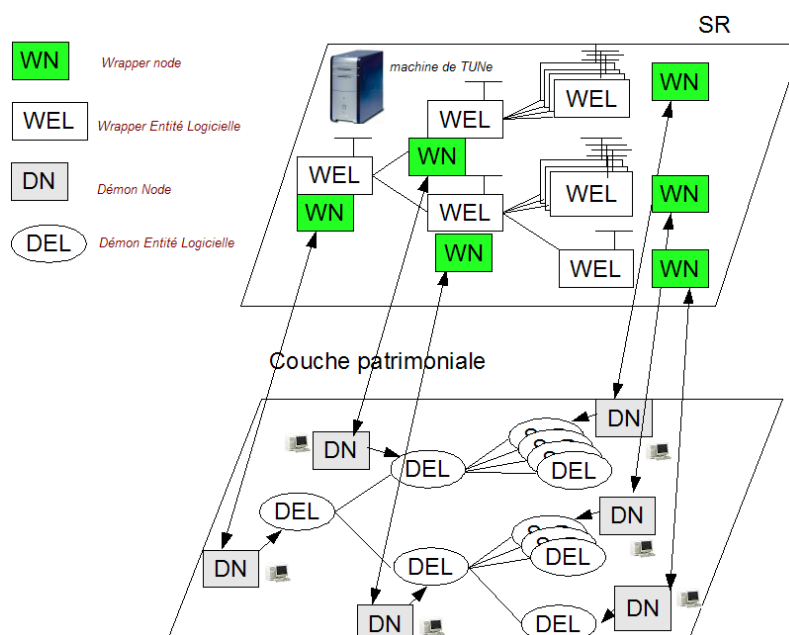 SR
WN
Wrapper node
machine de TUNe
WEL
Wrapper Entité Logicielle
DN
Démon Node
DEL
Démon Entité Logicielle
WEL
WEL
WN
WN
WEL
WN
WEL
WN
WEL
WN
WEL
WN
WN
Couche patrimoniale
DN
DN
DEL
DEL
DEL
DN
DEL
DN
DEL
DN
DN
DEL